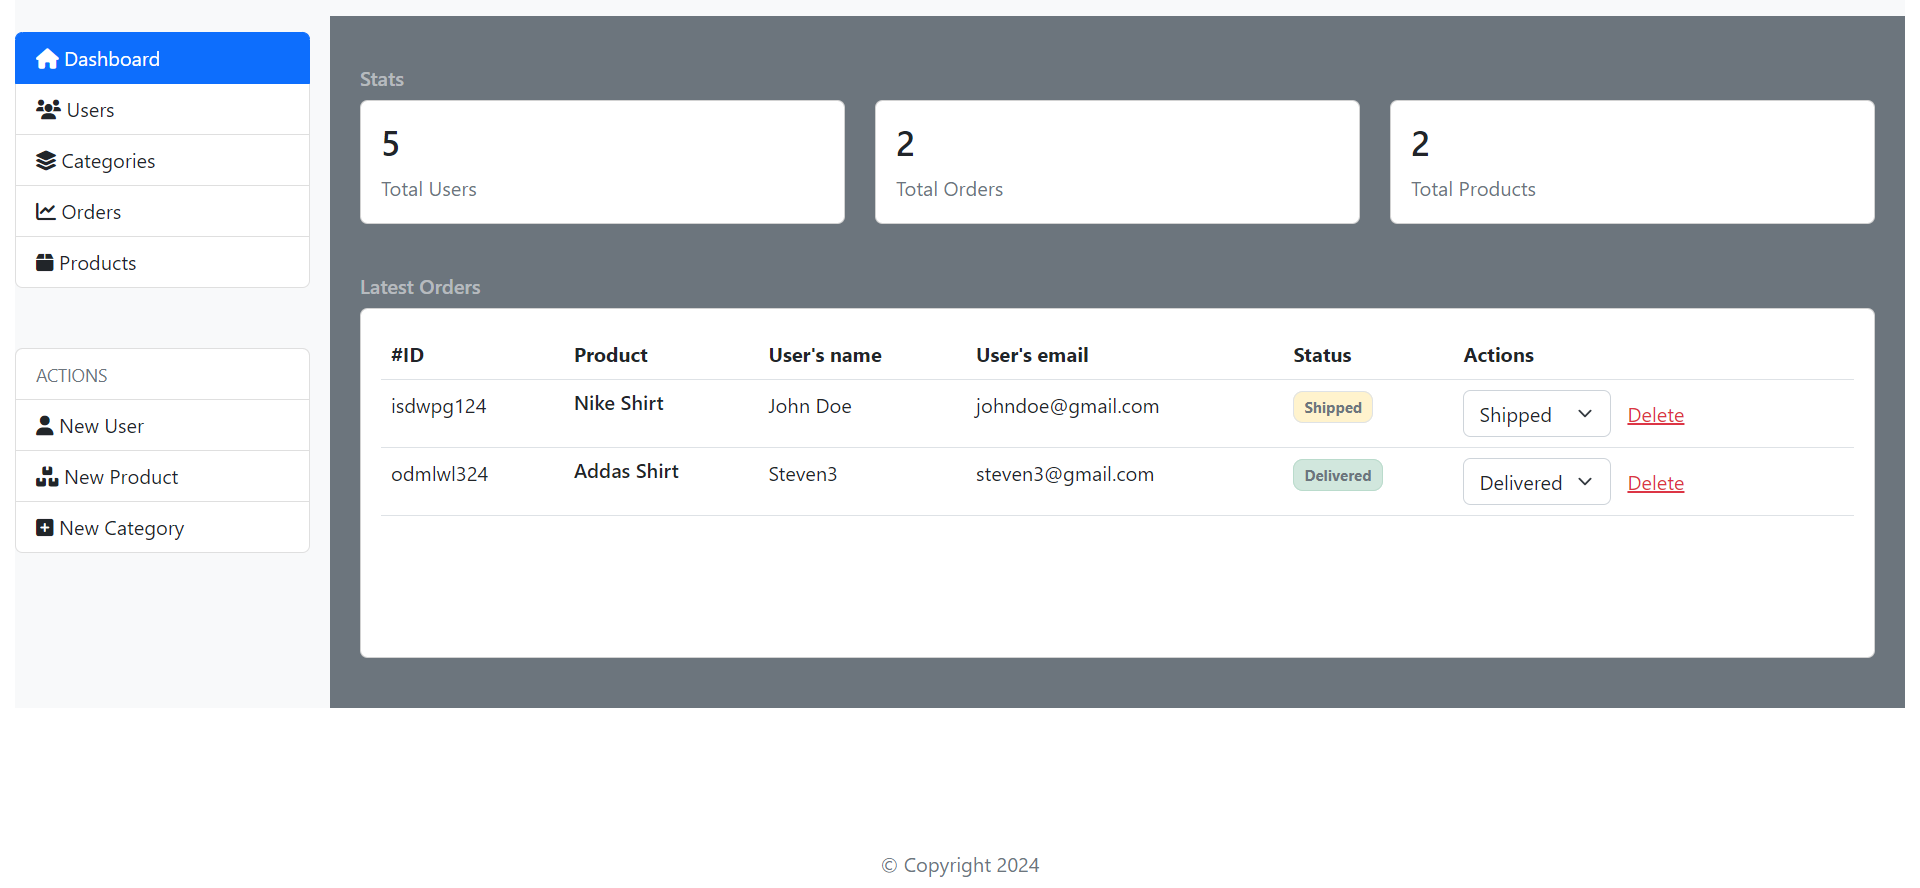 Dashboard
Users
Categories
Orders
Products
ACTIONS
New User
New Product
New Category
Stats
5
Total Users
2
Total Orders
2
Total Products
Latest Orders
#ID Product User's name User's email Status Actions
isdwpg124 Nike Shirt John Doe johndoe@gmail.com Shipped Shipped Delete
odmlwl324 Addas Shirt Steven3 steven3@gmail.com Delivered Delivered Delete
© Copyright 2024